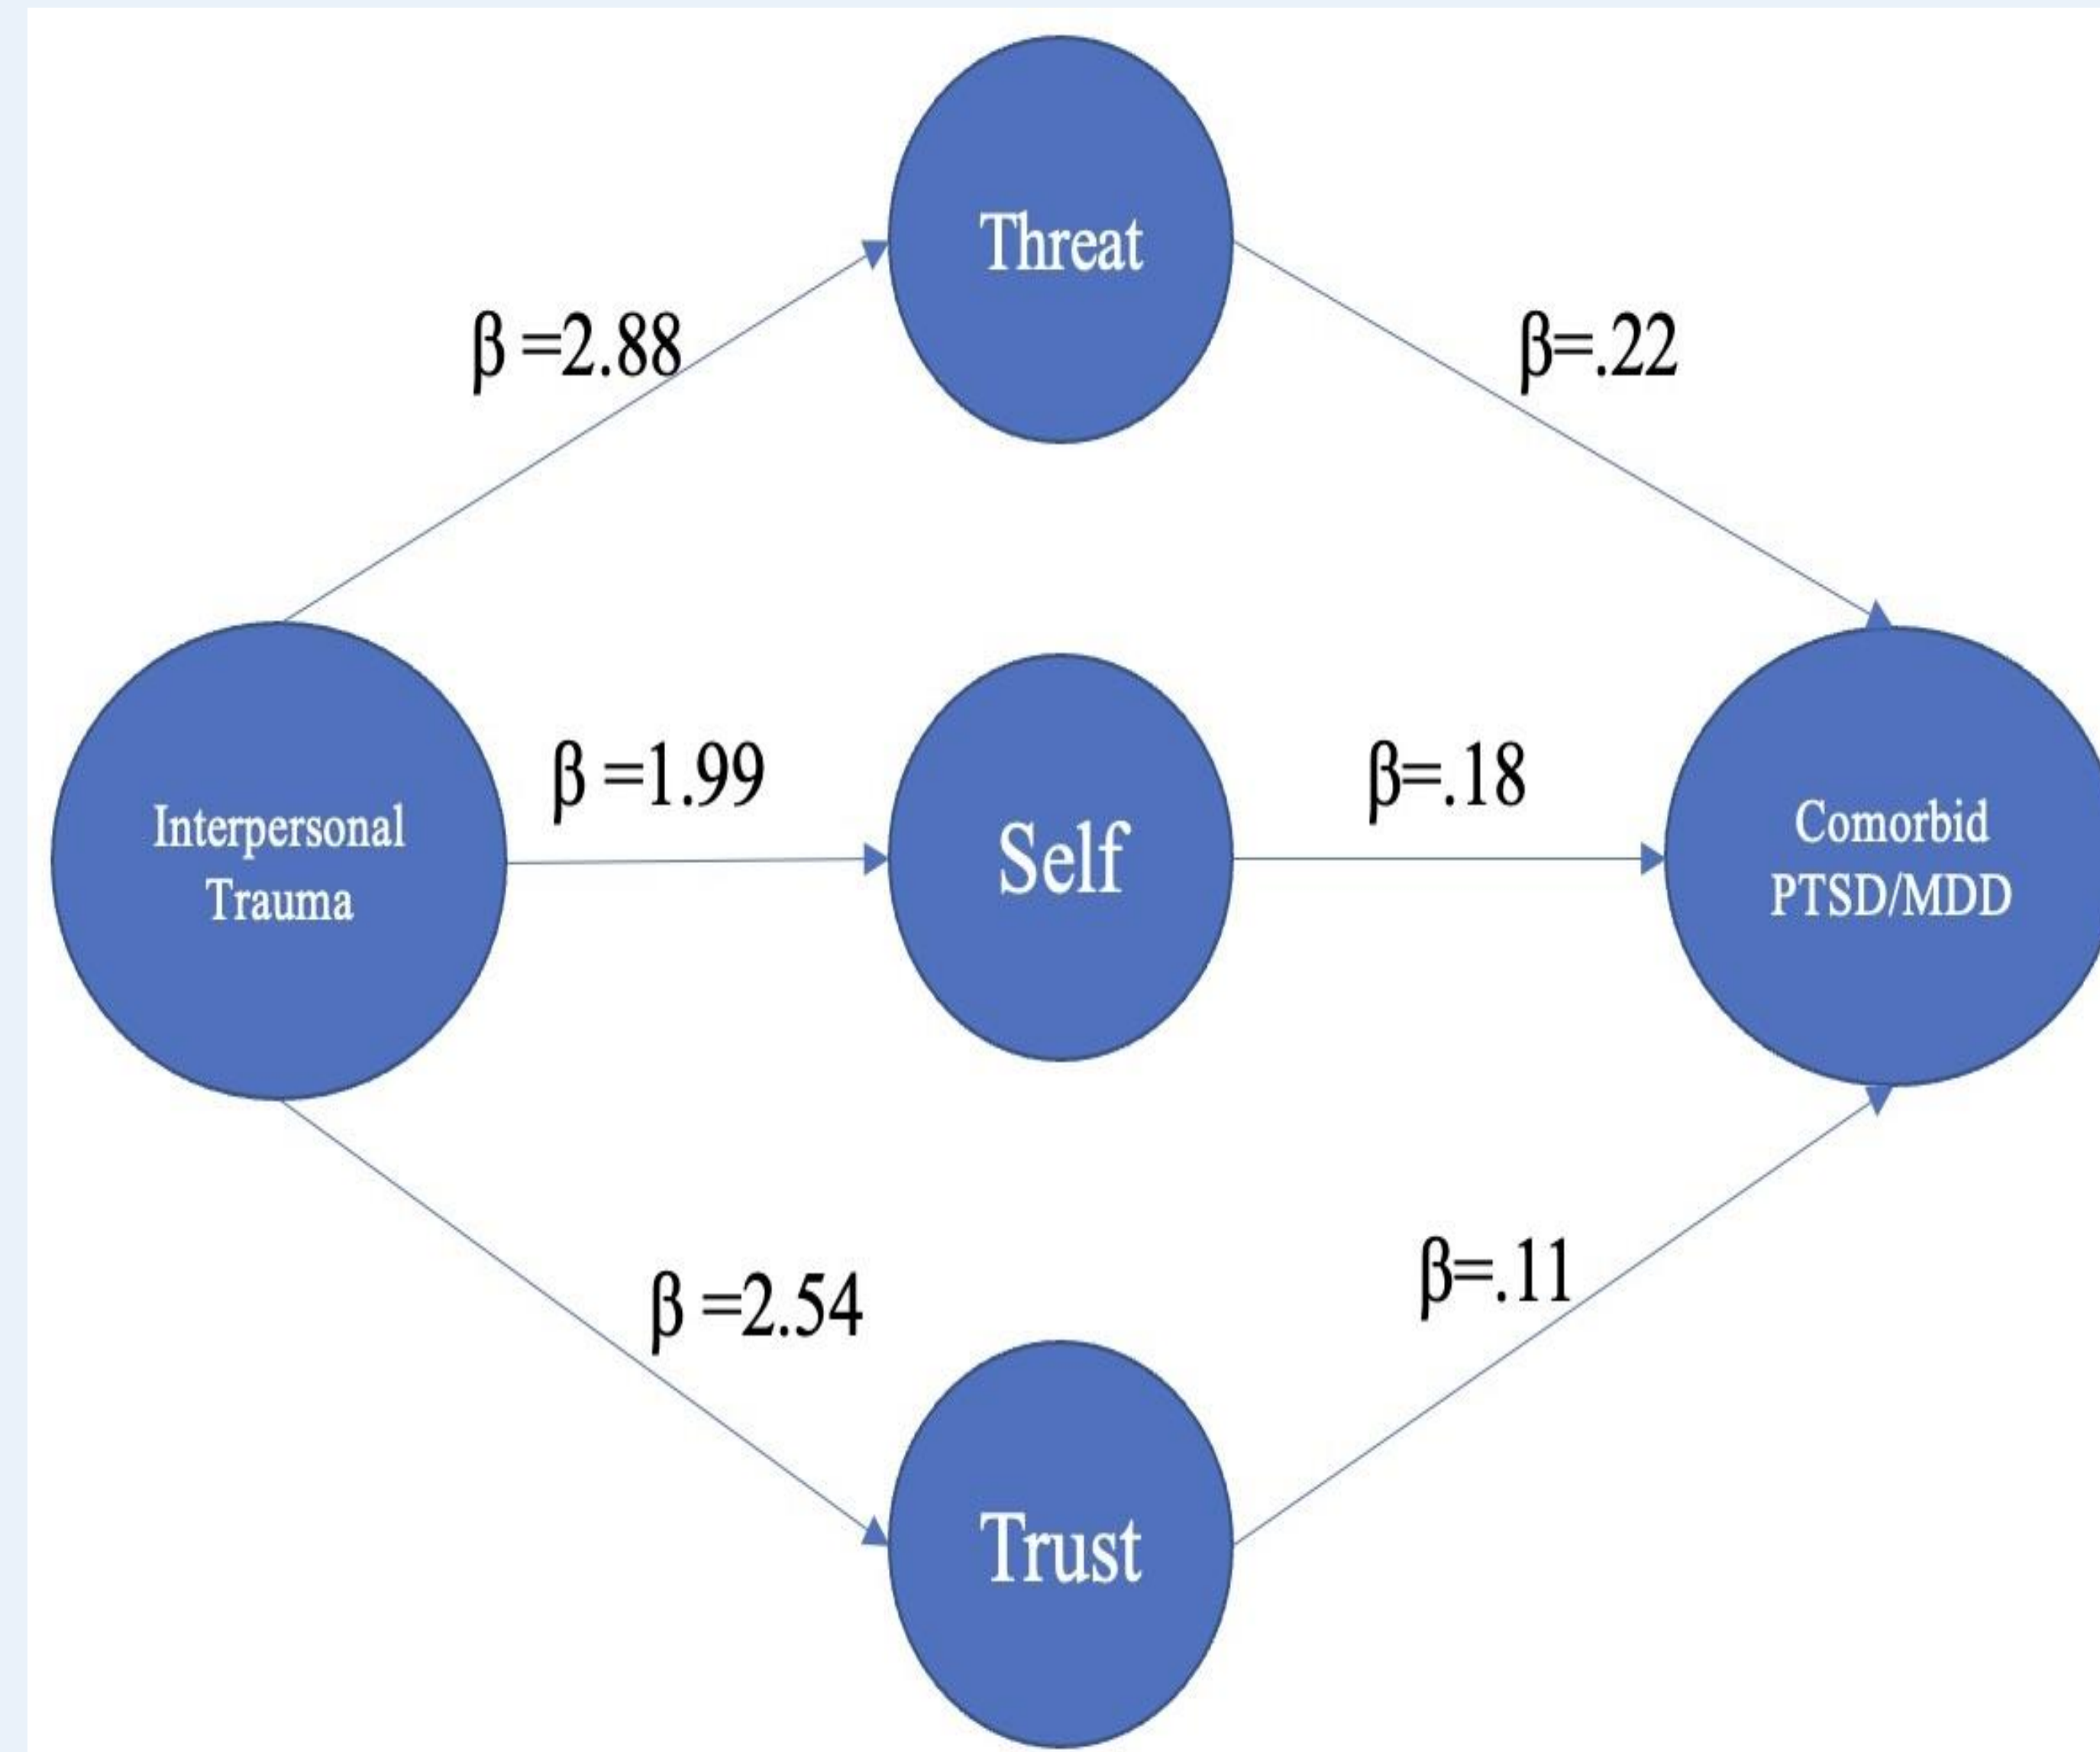 Threat
β =2.88
β=.22
β =1.99
β=.18
Interpersonal
Trauma
Self
Comorbid
PTSD/MDD
β =2.54
β=.11
Trust